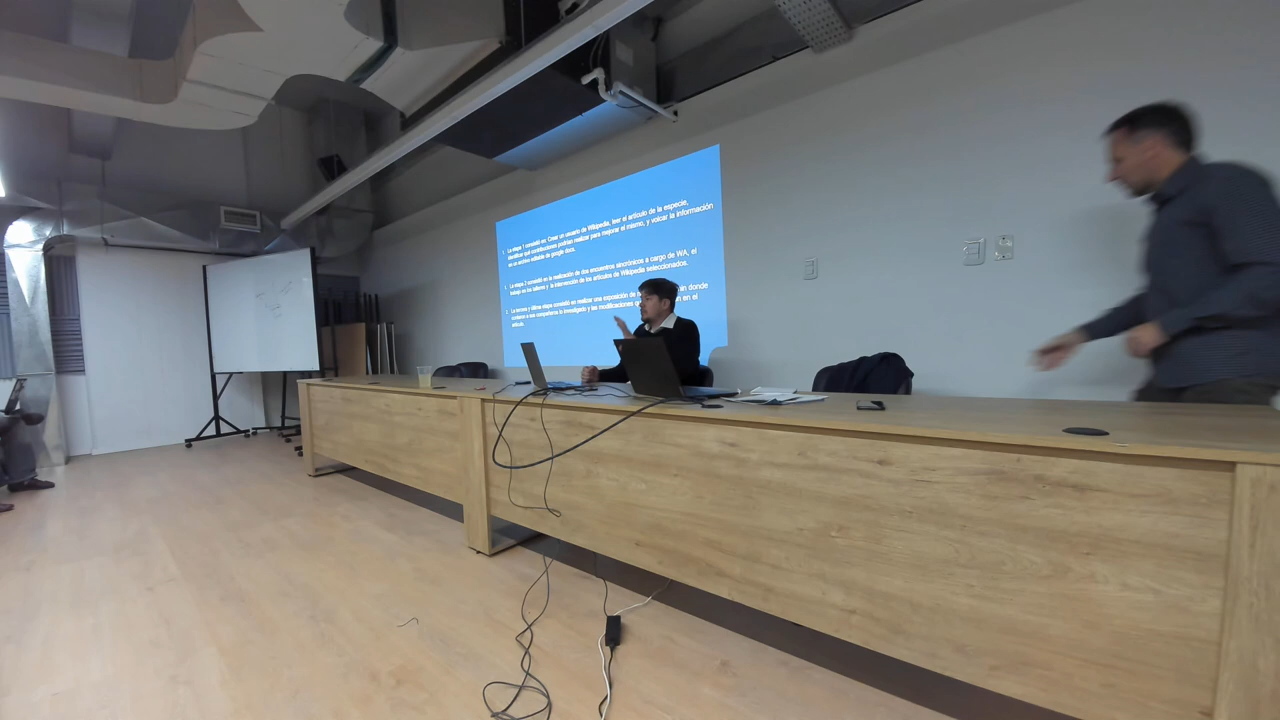 1. La etapa 1 consistió en: Crear un usuario de Wikipedia, leer el artículo de la especie,
identificar qué contribuciones podrían realizar para mejorar el mismo, y volcar la información
en un archivo editable de google docs.
2. La etapa 2 consistió en la realización de dos encuentros sincrónicos a cargo de WA, el
trabajo en los talleres y la intervención de los artículos de Wikipedia seleccionados.
3. La tercera y última etapa consistió en realizar una exposición de donde
contaron a sus compañeros lo investigado y las modificaciones en el
artículo.